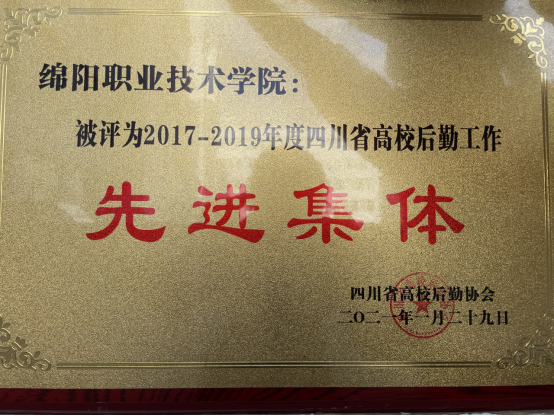 绵阳职业技术学院：
被评为2017-2019年度四川省高校后勤工作
先进集体
四川省高校后勤协会
二〇二一年一月二十九日